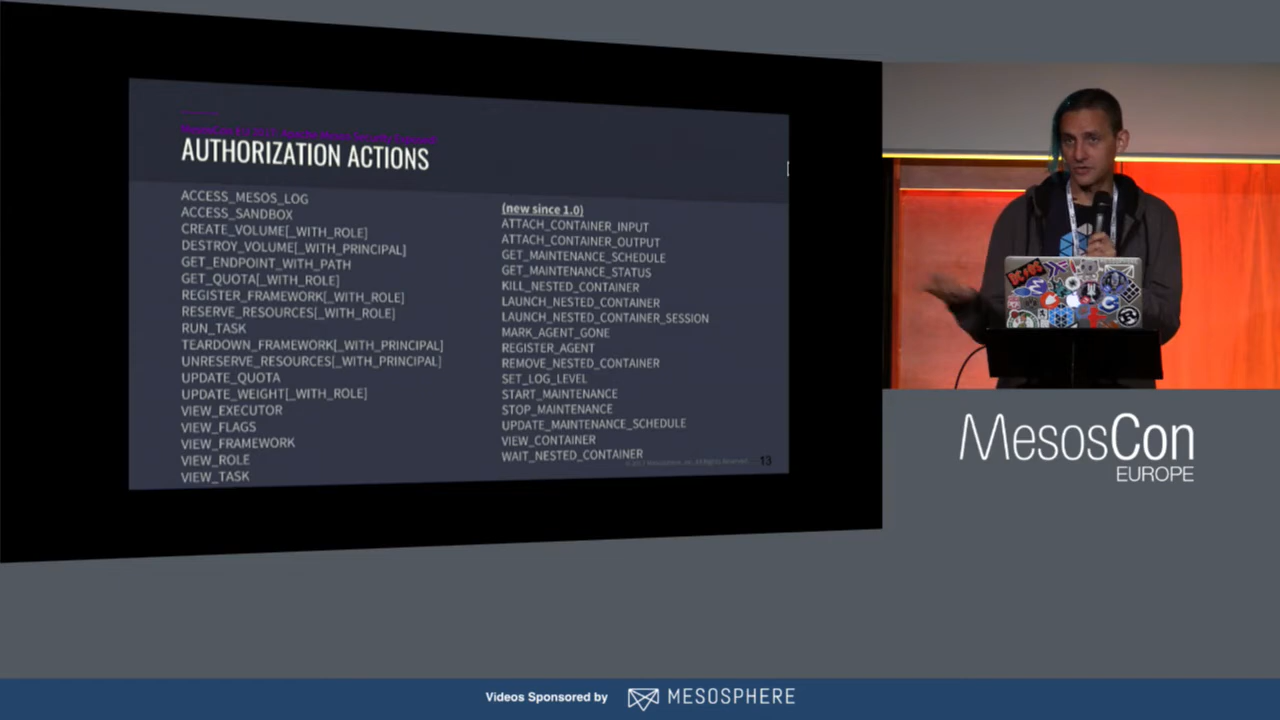 AUTHORIZATION ACTIONS
ACCESS_MESOS_LOG
ACCESS_SANDBOX
CREATE_VOLUME[_WITH_ROLE]
DESTROY_VOLUME[_WITH_PRINCIPAL]
GET_ENDPOINT_WITH_PATH
GET_QUOTA[_WITH_ROLE]
REGISTER_FRAMEWORK[_WITH_ROLE]
RESERVE_RESOURCES[_WITH_ROLE]
RUN_TASK
TEARDOWN_FRAMEWORK[_WITH_PRINCIPAL]
UNRESERVE_RESOURCES[_WITH_PRINCIPAL]
UPDATE_QUOTA
UPDATE_WEIGHT[_WITH_ROLE]
VIEW_EXECUTOR
VIEW_FLAGS
VIEW_FRAMEWORK
VIEW_ROLE
VIEW_TASK
(new since 1.0)
ATTACH_CONTAINER_INPUT
ATTACH_CONTAINER_OUTPUT
GET_MAINTENANCE_SCHEDULE
GET_MAINTENANCE_STATUS
KILL_NESTED_CONTAINER
LAUNCH_NESTED_CONTAINER
LAUNCH_NESTED_CONTAINER_SESSION
MARK_AGENT_GONE
REGISTER_AGENT
REMOVE_NESTED_CONTAINER
SET_LOG_LEVEL
START_MAINTENANCE
STOP_MAINTENANCE
UPDATE_MAINTENANCE_SCHEDULE
VIEW_CONTAINER
WAIT_NESTED_CONTAINER
13
DC/OS
MesosCon
EUROPE
Videos Sponsored by MESOSPHERE